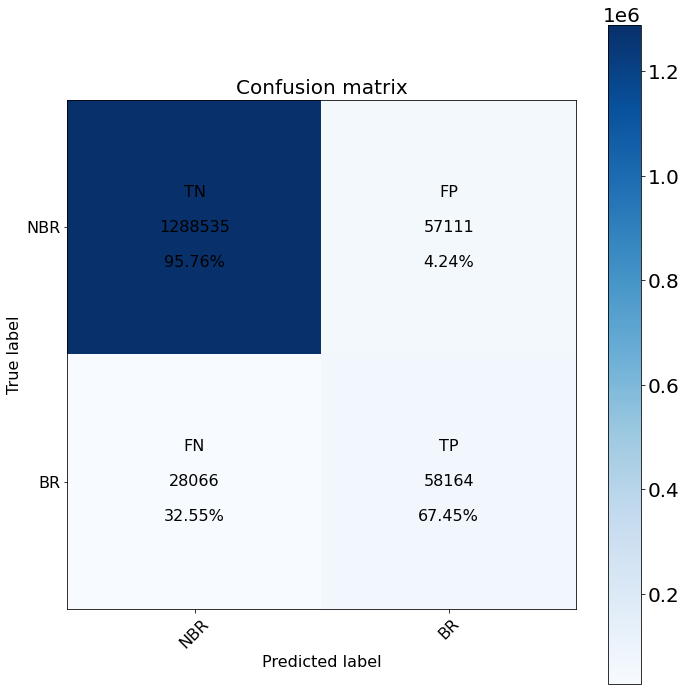 1e6
Confusion matrix
TN
1288535
95.76%
FP
57111
4.24%
FN
28066
32.55%
TP
58164
67.45%
NBR
BR
True label
NBR
BR
Predicted label
1.2
1.0
0.8
0.6
0.4
0.2